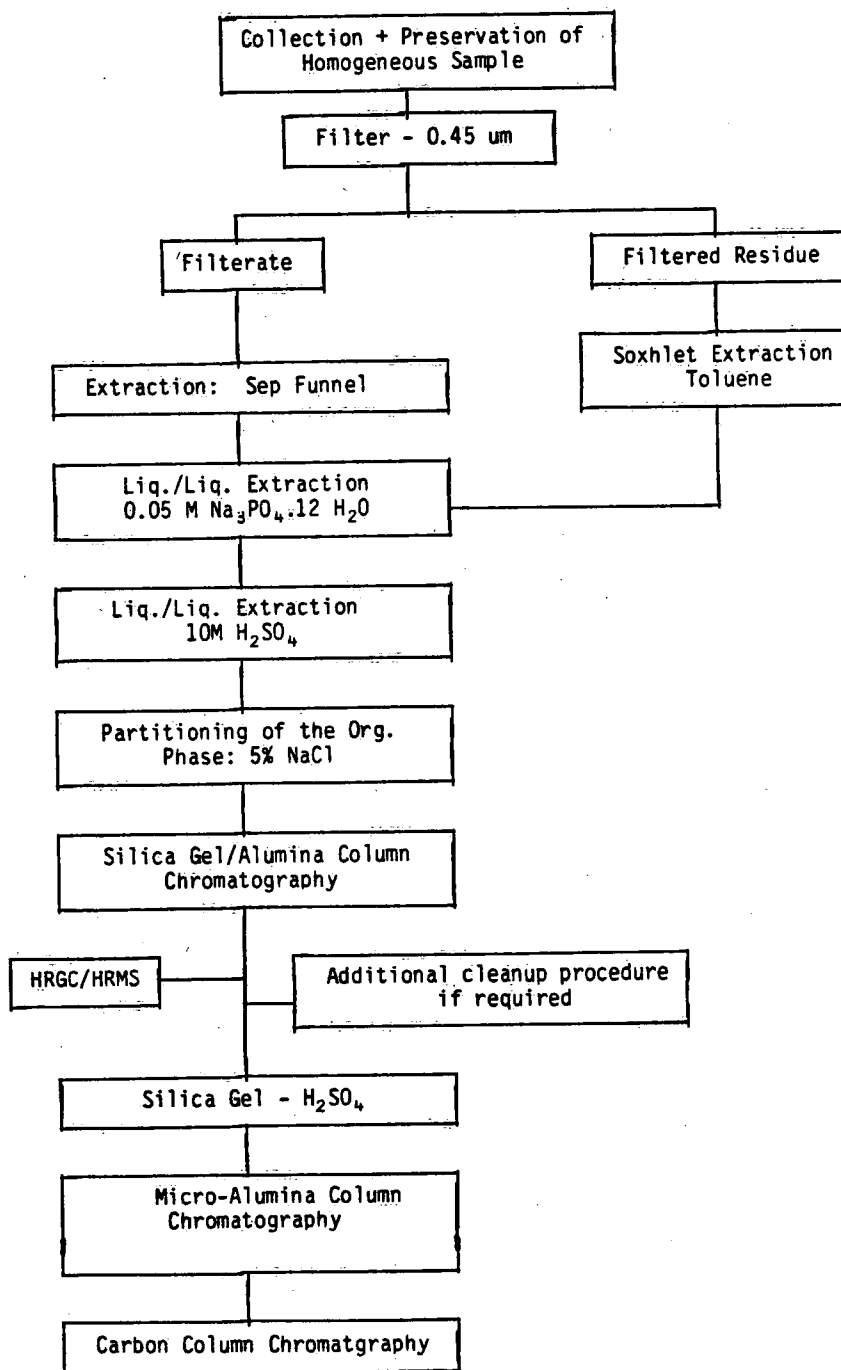 Collection + Preservation of
Homogeneous Sample
Filter - 0.45 um
Filterate
Filtered Residue
Soxhlet Extraction
Toluene
Extraction: Sep Funnel
Liq./Liq. Extraction
0.05 M Na₃PO₄.12 H₂O
Liq./Liq. Extraction
10M H₂SO₄
Partitioning of the Org.
Phase: 5% NaCl
Silica Gel/Alumina Column
Chromatography
HRGC/HRMS
Additional cleanup procedure
if required
Silica Gel - H₂SO₄
Micro-Alumina Column
Chromatography
Carbon Column Chromatgraphy